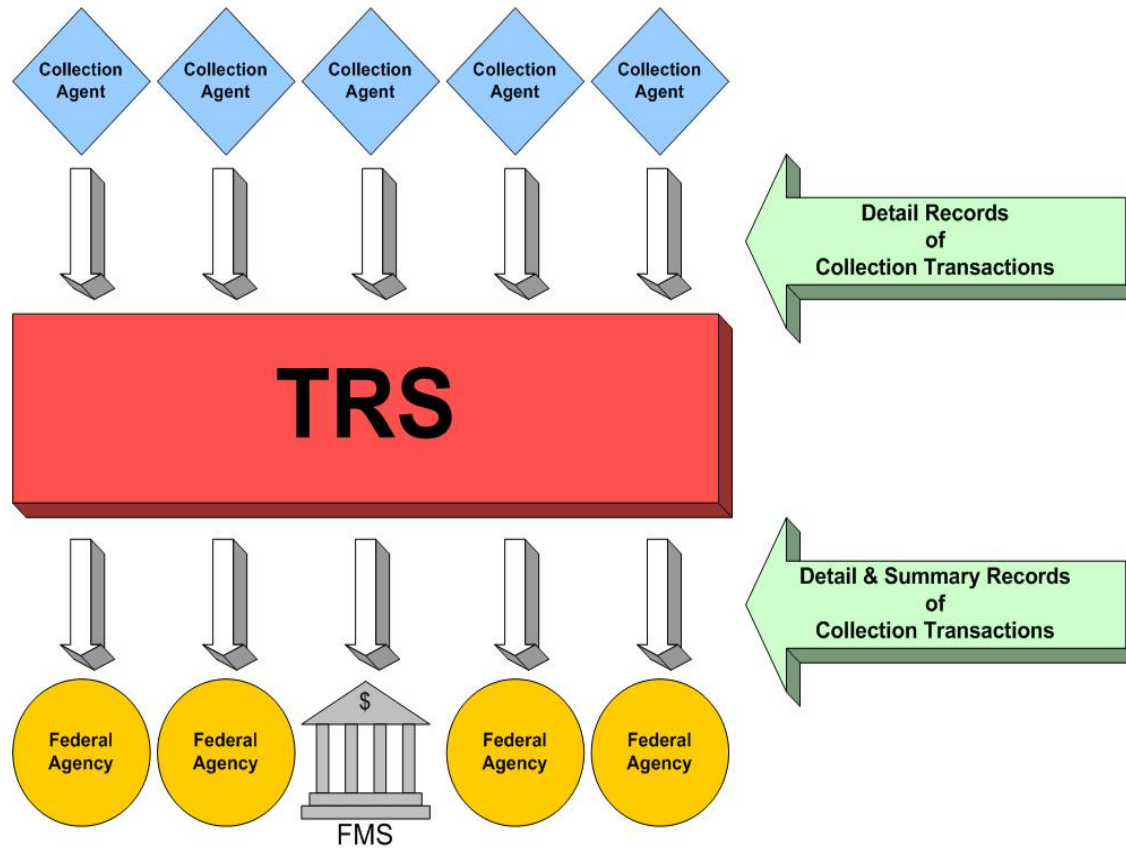 Collection
Agent
Collection
Agent
Collection
Agent
Collection
Agent
Collection
Agent
Detail Records
of
Collection Transactions
TRS
Detail & Summary Records
of
Collection Transactions
Federal
Agency
Federal
Agency
$
FMS
Federal
Agency
Federal
Agency